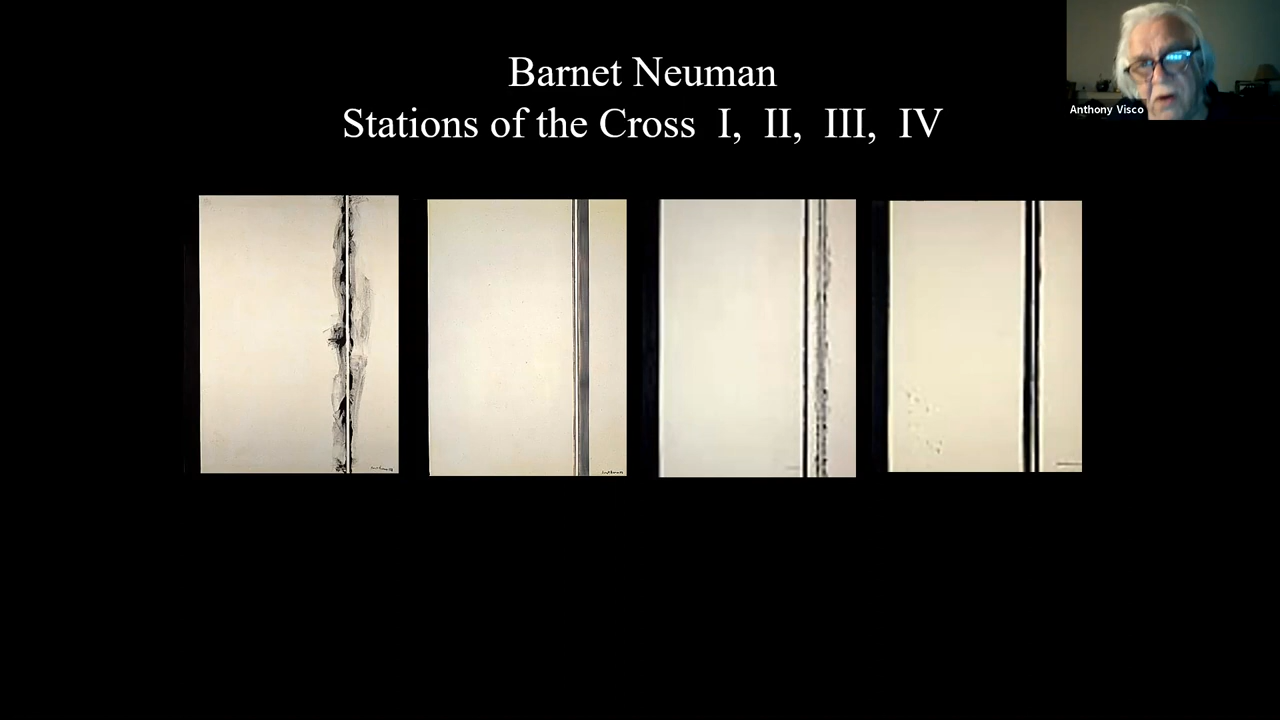 Barnet Neuman
Stations of the Cross I, II, III, IV
Anthony Visco